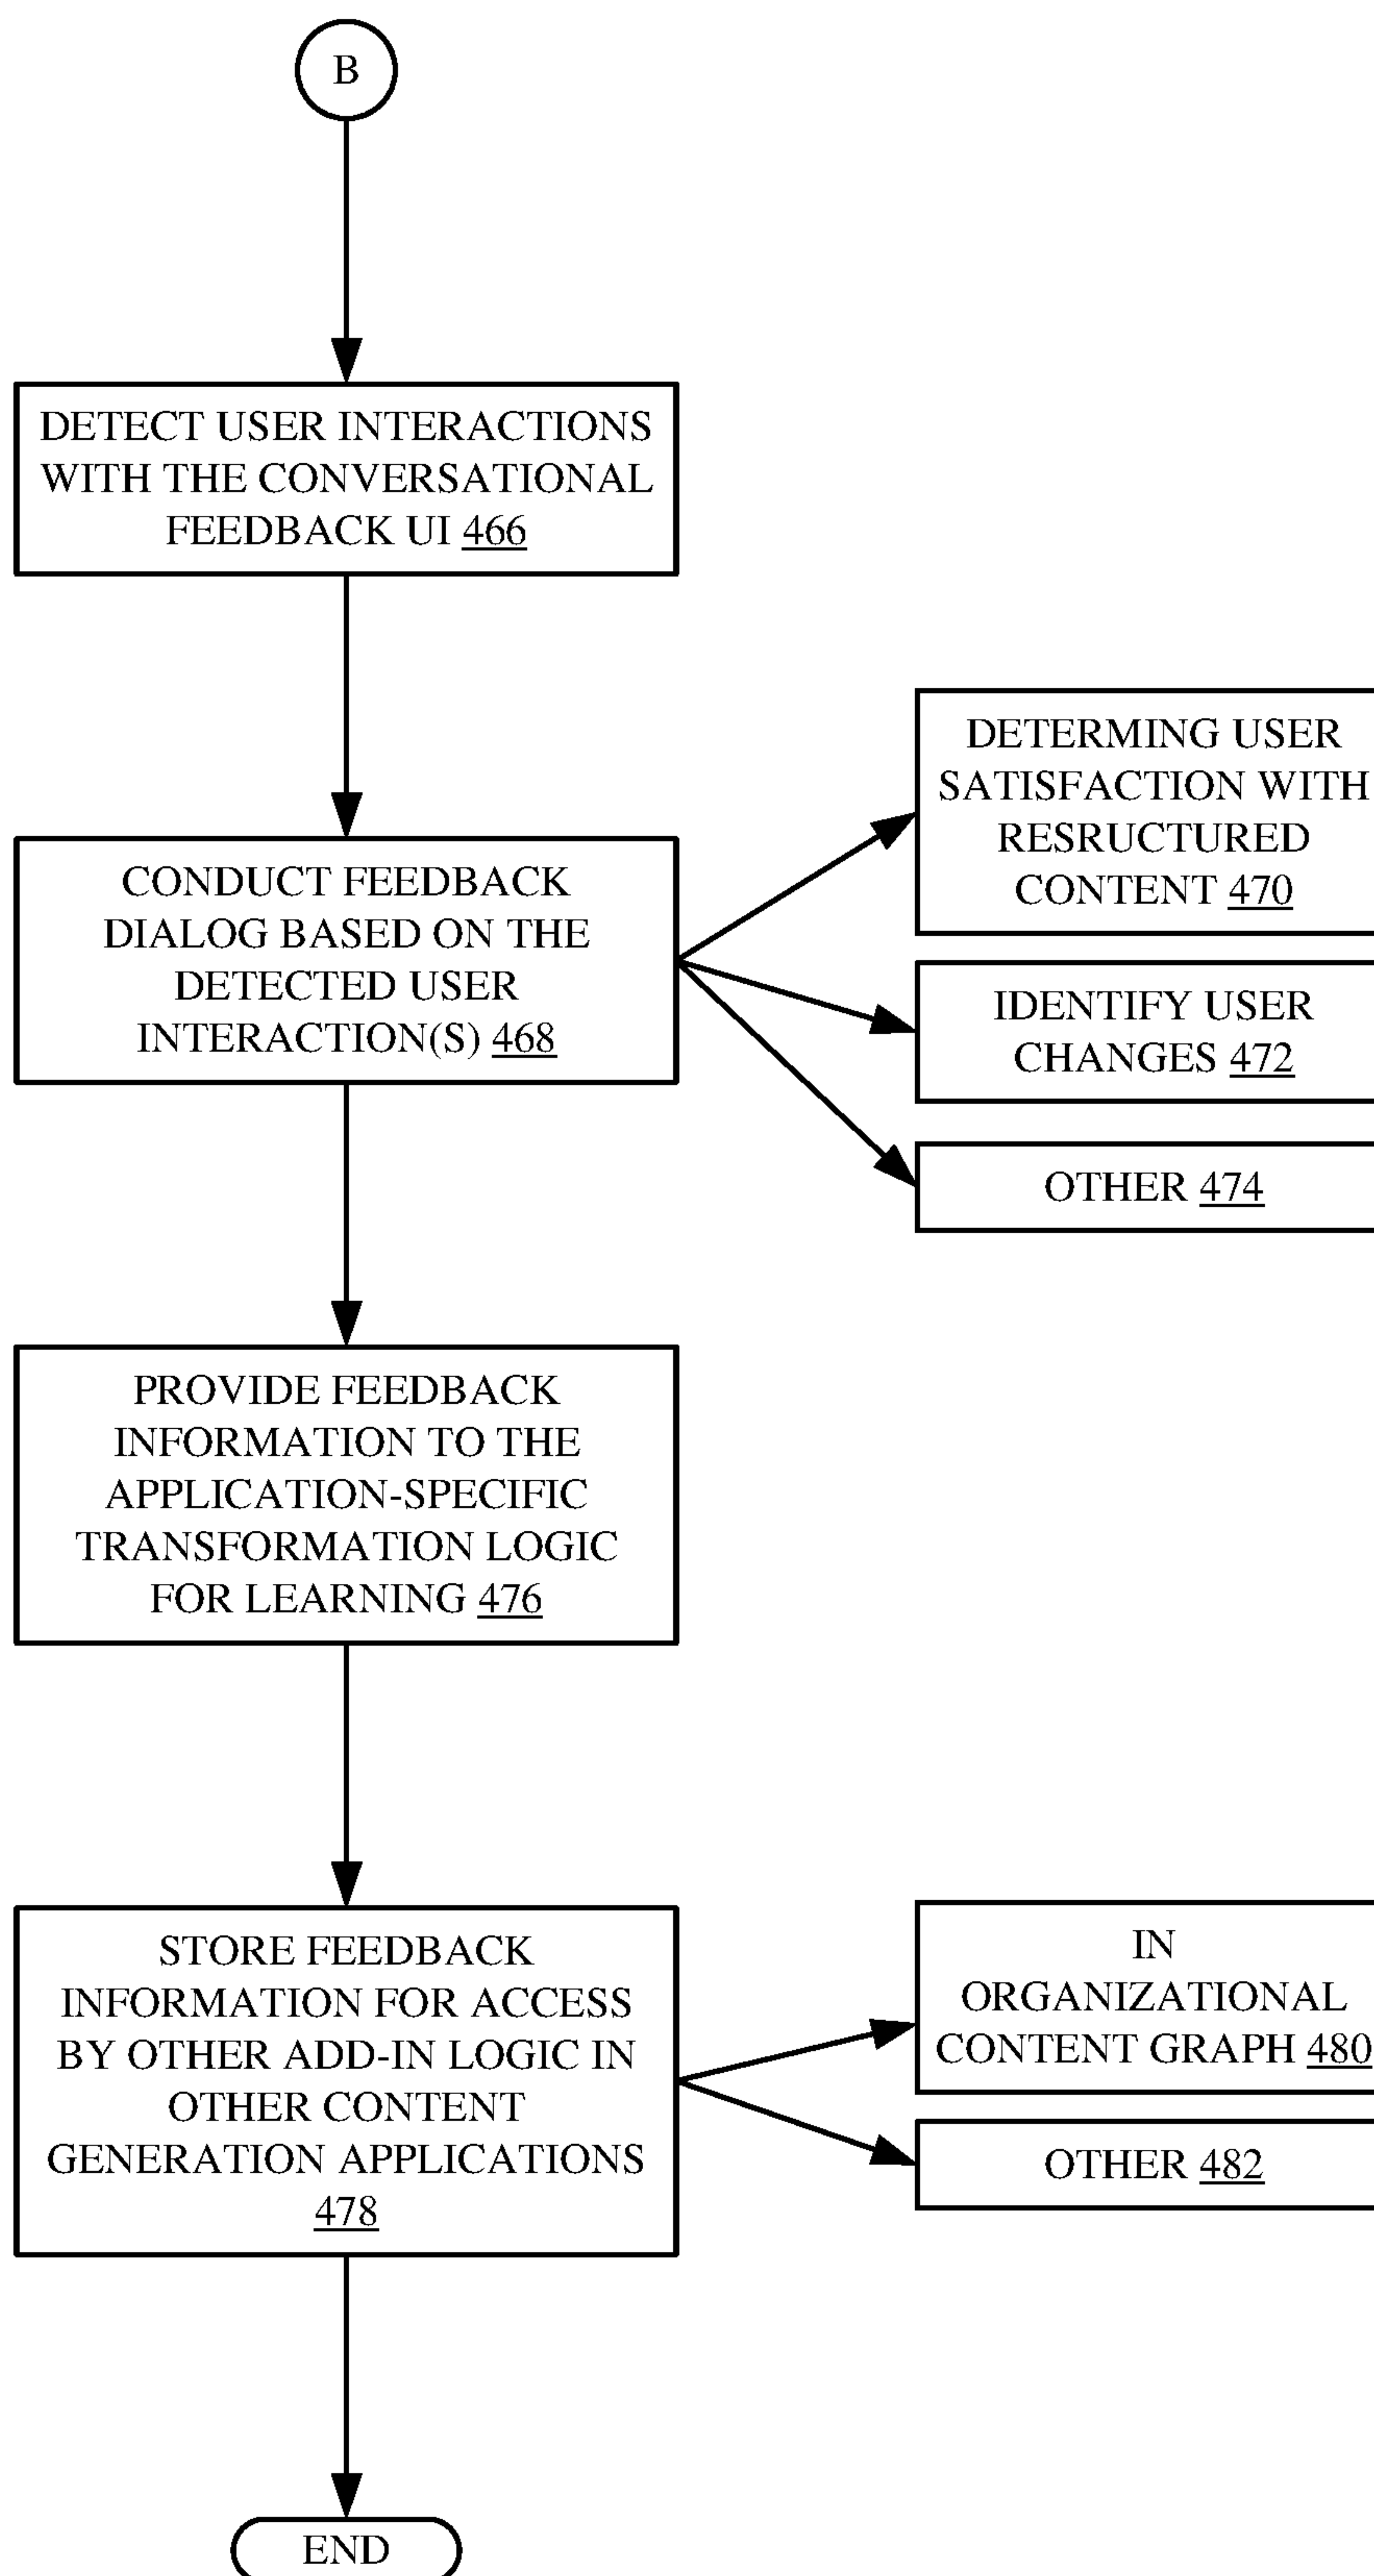 B
DETECT USER INTERACTIONS
WITH THE CONVERSATIONAL
FEEDBACK UI 466
CONDUCT FEEDBACK
DIALOG BASED ON THE
DETECTED USER
INTERACTION(S) 468
DETERMING USER
SATISFACTION WITH
RESRUCTURED
CONTENT 470
IDENTIFY USER
CHANGES 472
OTHER 474
PROVIDE FEEDBACK
INFORMATION TO THE
APPLICATION-SPECIFIC
TRANSFORMATION LOGIC
FOR LEARNING 476
STORE FEEDBACK
INFORMATION FOR ACCESS
BY OTHER ADD-IN LOGIC IN
OTHER CONTENT
GENERATION APPLICATIONS
478
IN
ORGANIZATIONAL
CONTENT GRAPH 480
OTHER 482
END